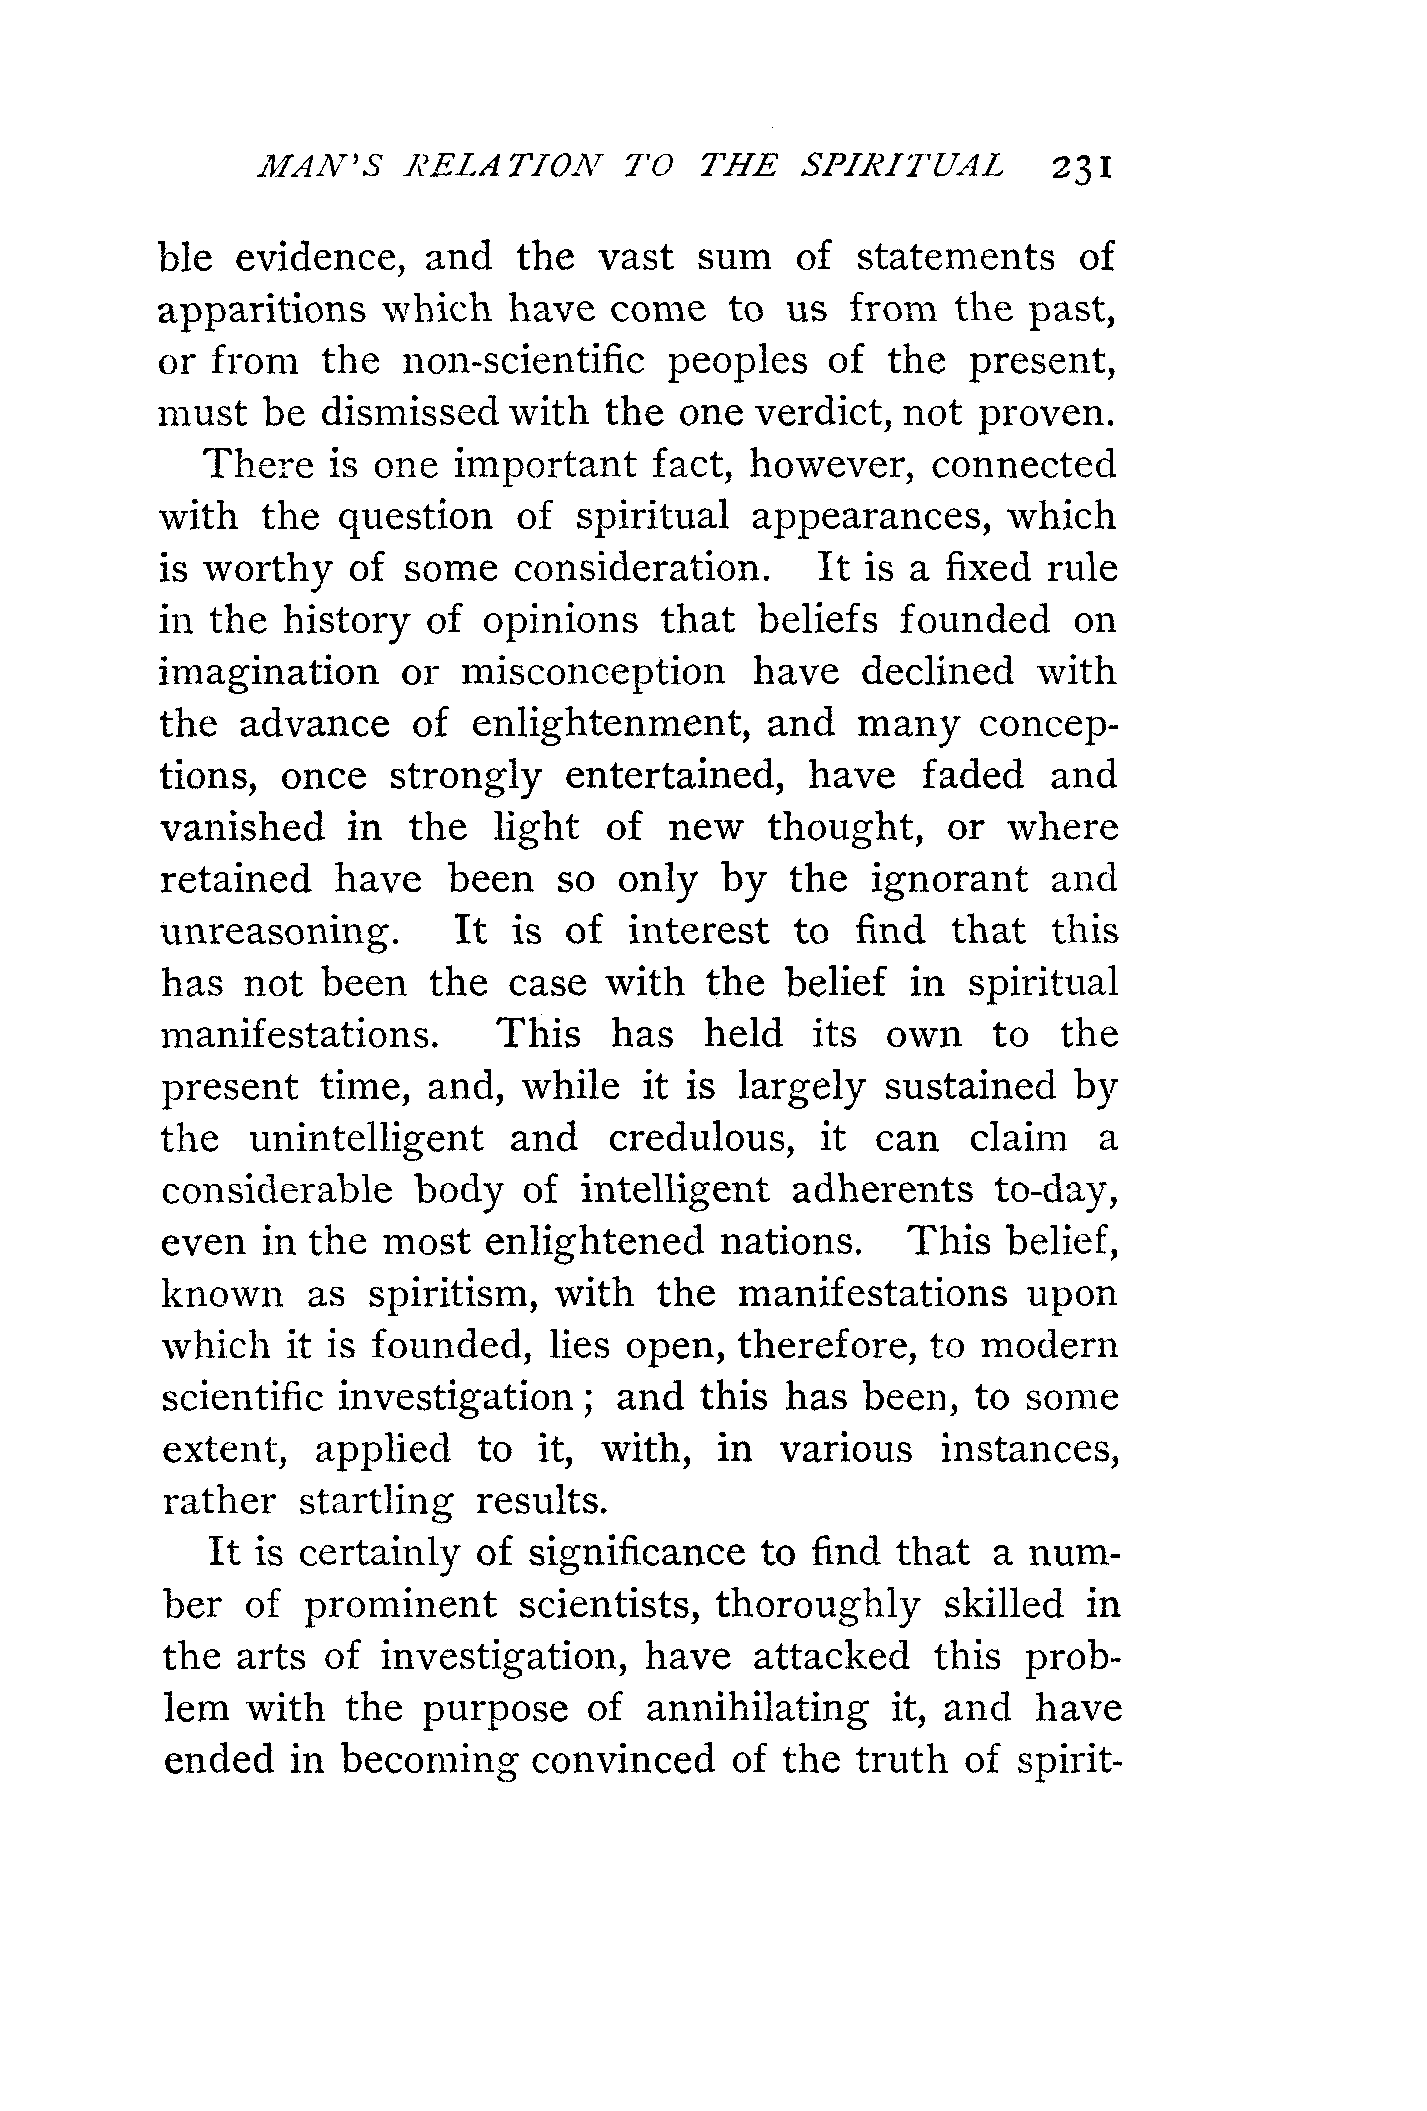 MAN'S RELATION TO THE SPIRITUAL 231
ble evidence, and the vast sum of statements of
apparitions which have come to us from the past,
or from the non-scientific peoples of the present,
must be dismissed with the one verdict, not proven.
There is one important fact, however, connected
with the question of spiritual appearances, which
is worthy of some consideration. It is a fixed rule
in the history of opinions that beliefs founded on
imagination or misconception have declined with
the advance of enlightenment, and many concep-
tions, once strongly entertained, have faded and
vanished in the light of new thought, or where
retained have been so only by the ignorant and
unreasoning. It is of interest to find that this
has not been the case with the belief in spiritual
manifestations. This has held its own to the
present time, and, while it is largely sustained by
the unintelligent and credulous, it can claim a
considerable body of intelligent adherents to-day,
even in the most enlightened nations. This belief,
known as spiritism, with the manifestations upon
which it is founded, lies open, therefore, to modern
scientific investigation; and this has been, to some
extent, applied to it, with, in various instances,
rather startling results.
It is certainly of significance to find that a num-
ber of prominent scientists, thoroughly skilled in
the arts of investigation, have attacked this prob-
lem with the purpose of annihilating it, and have
ended in becoming convinced of the truth of spirit-